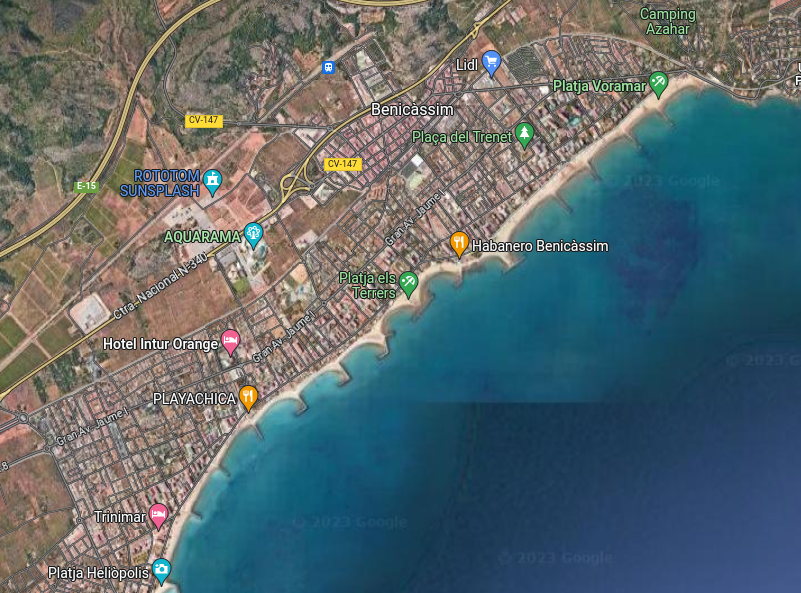 Camping
Azahar
Lidl
Platja Voramar
Benicàssim
CV-147
Plaça del Trenet
CV-147
ROTOTOM
SUNSPLASH
E-15
© 2023 Google
Gran Av. Jaume I
AQUARAMA
Habanero Benicàssim
Ctra. Nacional N-340
Platja els
Terrers
Gran Av. Jaume I
Hotel Intur Orange
© 2023 G
PLAYACHICA
Gran Av. Jaume I
8
Trinimar
© 2023 Google
© 2023 Google
Platja Heliòpolis